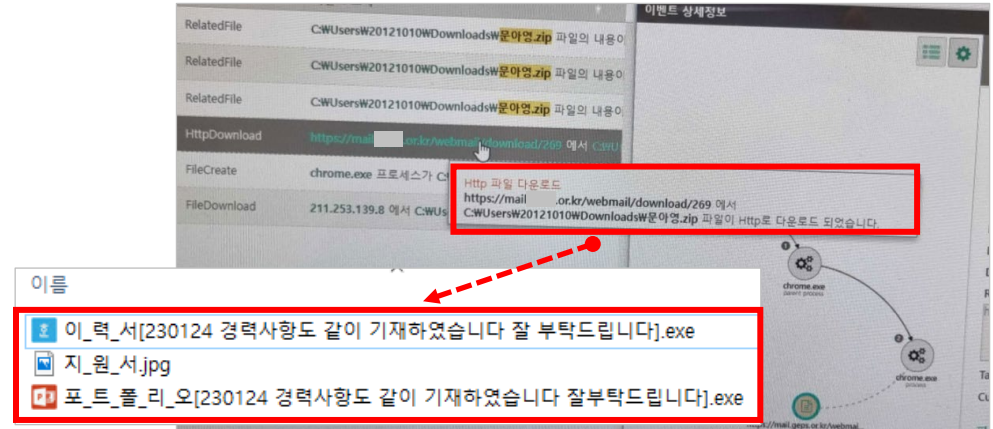 이벤트 상세정보
RelatedFile C:₩Users₩20121010₩Downloads₩문아영.zip 파일의 내용이
RelatedFile C:₩Users₩20121010₩Downloads₩문아영.zip 파일의 내용이
RelatedFile C:₩Users₩20121010₩Downloads₩문아영.zip 파일의 내용이
HttpDownload https://mail .or.kr/webmail/download/269 에서 C:₩U
FileCreate chrome.exe 프로세스가 C:
FileDownload 211.253.139.8 에서 C:₩Us
Http 파일 다운로드
https://mail .or.kr/webmail/download/269 에서
C:₩Users₩20121010₩Downloads₩문아영.zip 파일이 Http로 다운로드 되었습니다.
chrome.exe
parent process
chrome.exe
process
https://mail.geps.or.kr/webmail
이름
이_력_서[230124 경력사항도 같이 기재하였습니다 잘 부탁드립니다].exe
지_원_서.jpg
포_트_폴_리_오[230124 경력사항도 같이 기재하였습니다 잘부탁드립니다].exe